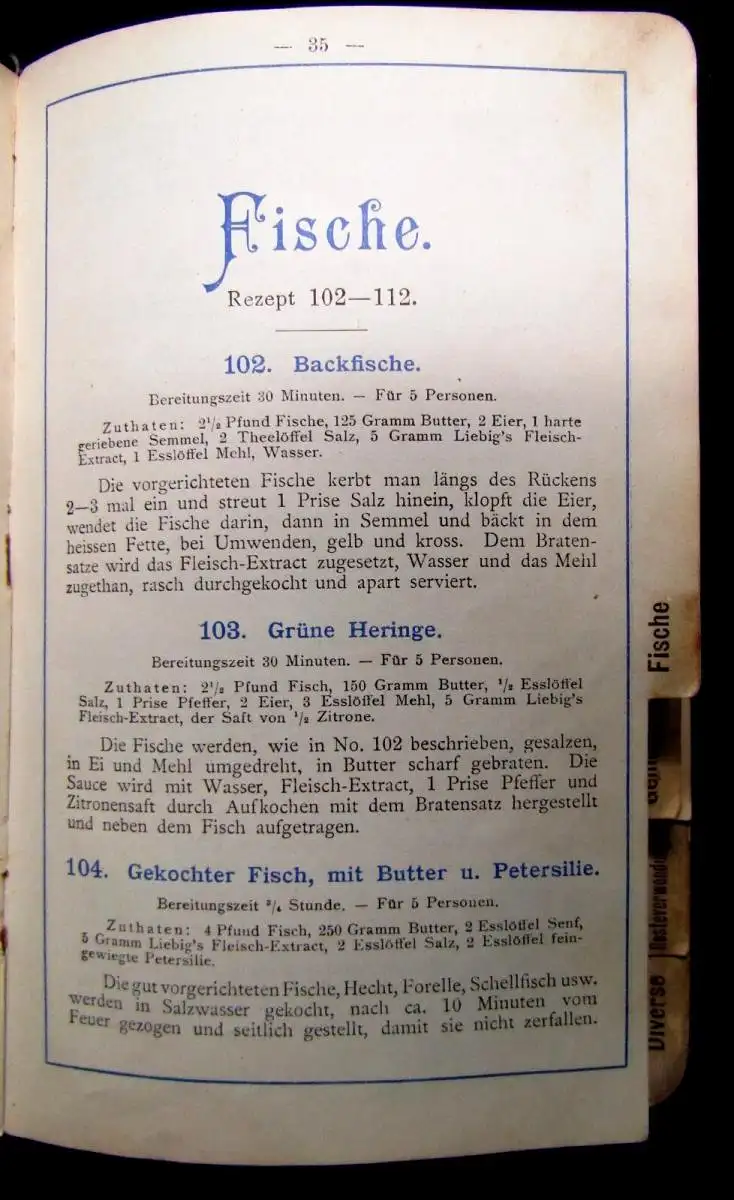 — 35 —
Fische.
Rezept 102—112.
102. Backfische.
Bereitungszeit 30 Minuten. — Für 5 Personen.
Zuthaten: 2½ Pfund Fische, 125 Gramm Butter, 2 Eier, 1 harte
geriebene Semmel, 2 Theelöffel Salz, 5 Gramm Liebig's Fleisch-
Extract, 1 Esslöffel Mehl, Wasser.
Die vorgerichteten Fische kerbt man längs des Rückens
2—3 mal ein und streut 1 Prise Salz hinein, klopft die Eier,
wendet die Fische darin, dann in Semmel und bäckt in dem
heissen Fette, bei Umwenden, gelb und kross. Dem Braten-
satze wird das Fleisch-Extract zugesetzt, Wasser und das Mehl
zugethan, rasch durchgekocht und apart serviert.
103. Grüne Heringe.
Bereitungszeit 30 Minuten. — Für 5 Personen.
Zuthaten: 2½ Pfund Fisch, 150 Gramm Butter, ½ Esslöffel
Salz, 1 Prise Pfeffer, 2 Eier, 3 Esslöffel Mehl, 5 Gramm Liebig's
Fleisch-Extract, der Saft von ½ Zitrone.
Die Fische werden, wie in No. 102 beschrieben, gesalzen,
in Ei und Mehl umgedreht, in Butter scharf gebraten. Die
Sauce wird mit Wasser, Fleisch-Extract, 1 Prise Pfeffer und
Zitronensaft durch Aufkochen mit dem Bratensatz hergestellt
und neben dem Fisch aufgetragen.
104. Gekochter Fisch, mit Butter u. Petersilie.
Bereitungszeit ¾ Stunde. — Für 5 Personen.
Zuthaten: 4 Pfund Fisch, 250 Gramm Butter, 2 Esslöffel Senf,
5 Gramm Liebig's Fleisch-Extract, 2 Esslöffel Salz, 2 Esslöffel fein-
gewiegte Petersilie.
Die gut vorgerichteten Fische, Hecht, Forelle, Schellfisch usw.
werden in Salzwasser gekocht, nach ca. 10 Minuten vom
Feuer gezogen und seitlich gestellt, damit sie nicht zerfallen.
Fische
Diverse